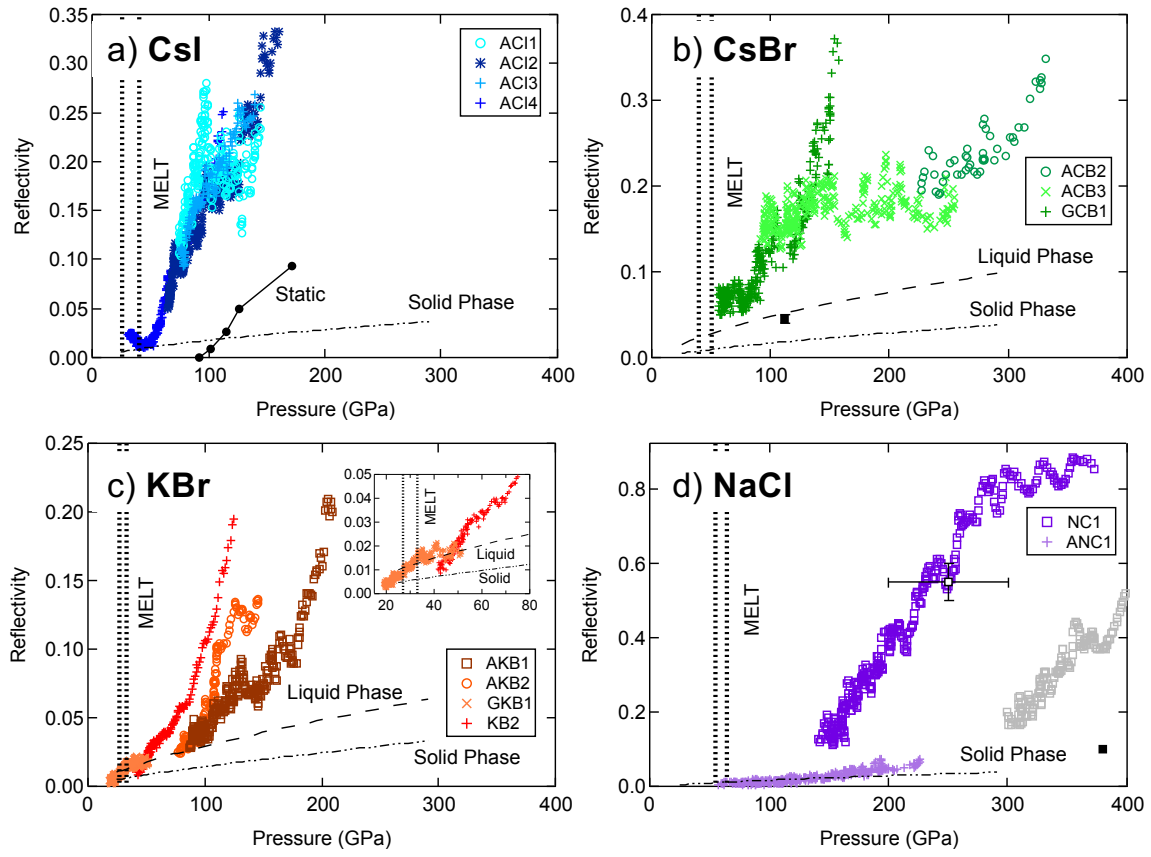 a) CsI
0.35
0.30
0.25
0.20
0.15
0.10
0.05
0.00
Reflectivity
MELT
ACI1
ACI2
ACI3
ACI4
Static
Solid Phase
0 100 200 300 400
Pressure (GPa)
b) CsBr
0.4
0.3
0.2
0.1
0.0
Reflectivity
MELT
ACB2
ACB3
GCB1
Liquid Phase
Solid Phase
0 100 200 300 400
Pressure (GPa)
c) KBr
0.25
0.20
0.15
0.10
0.05
0.00
Reflectivity
MELT
0.05
0.04
0.03
0.02
0.01
0.00
MELT
Liquid
Solid
20 40 60 80
AKB1
AKB2
GKB1
KB2
Liquid Phase
Solid Phase
0 100 200 300 400
Pressure (GPa)
d) NaCl
0.8
0.6
0.4
0.2
0.0
Reflectivity
MELT
NC1
ANC1
Solid Phase
0 100 200 300 400
Pressure (GPa)